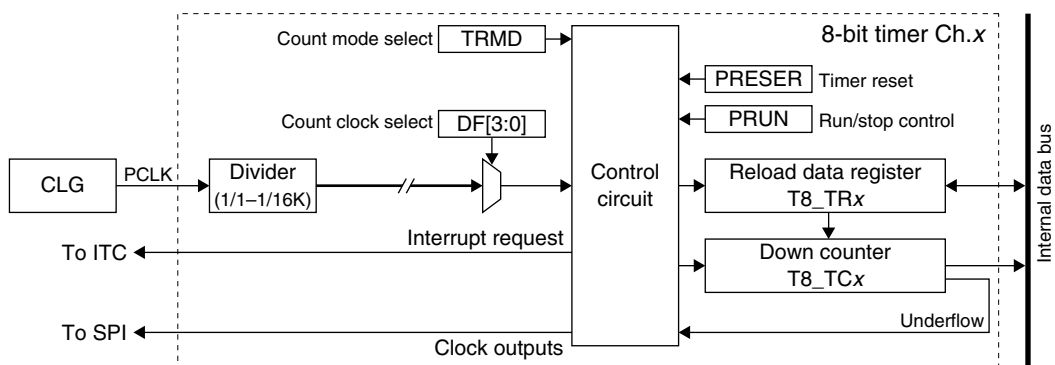 8-bit timer Ch.x
Count mode select
TRMD
PRESER
Timer reset
Count clock select
DF[3:0]
PRUN
Run/stop control
CLG
PCLK
Divider
(1/1–1/16K)
Control
circuit
Reload data register
T8_TRx
Internal data bus
To ITC
Interrupt request
Down counter
T8_TCx
Underflow
To SPI
Clock outputs